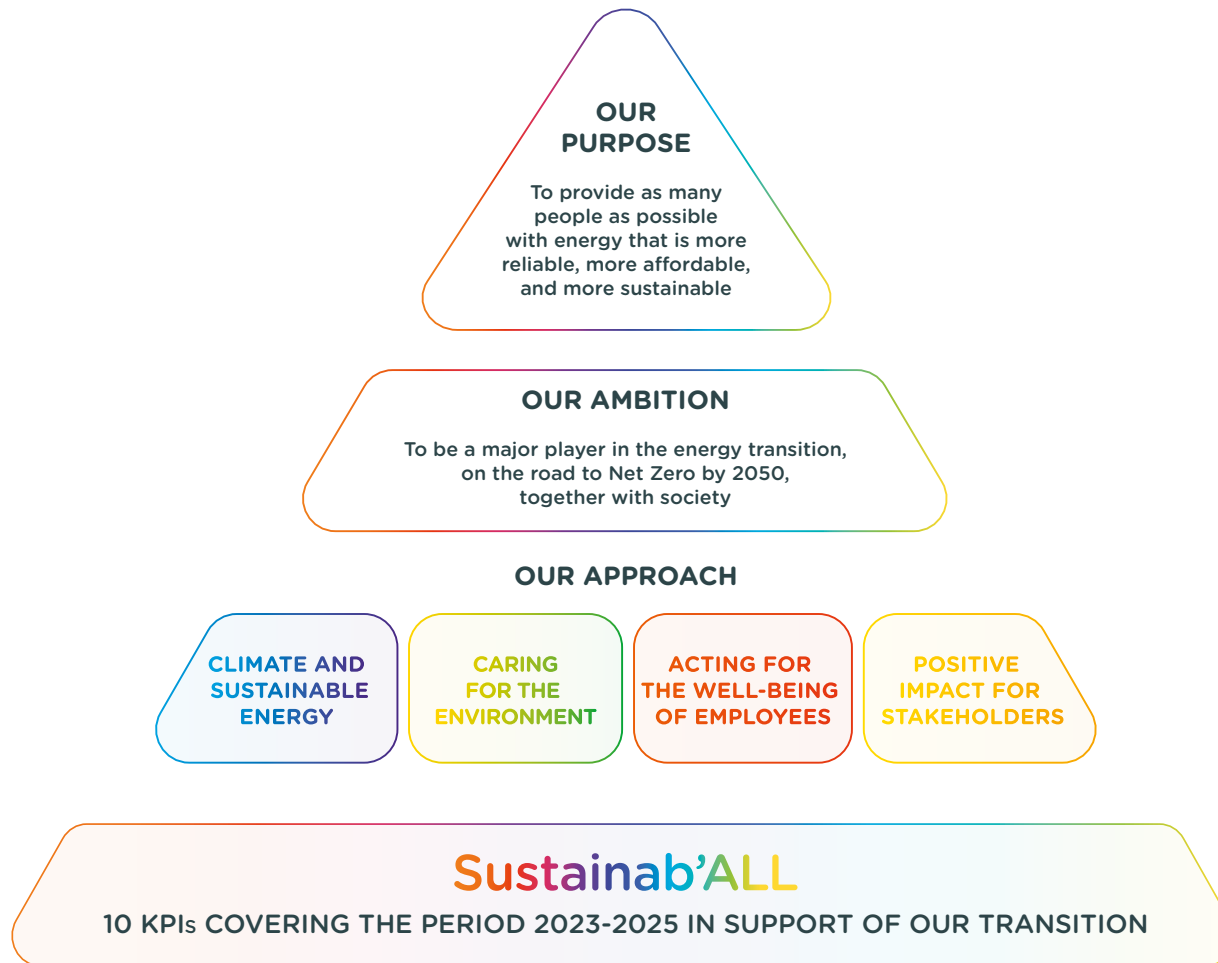 OUR
PURPOSE
To provide as many
people as possible
with energy that is more
reliable, more affordable,
and more sustainable
OUR AMBITION
To be a major player in the energy transition,
on the road to Net Zero by 2050,
together with society
OUR APPROACH
CLIMATE AND
SUSTAINABLE
ENERGY
CARING
FOR THE
ENVIRONMENT
ACTING FOR
THE WELL-BEING
OF EMPLOYEES
POSITIVE
IMPACT FOR
STAKEHOLDERS
Sustainab'ALL
10 KPIs COVERING THE PERIOD 2023-2025 IN SUPPORT OF OUR TRANSITION